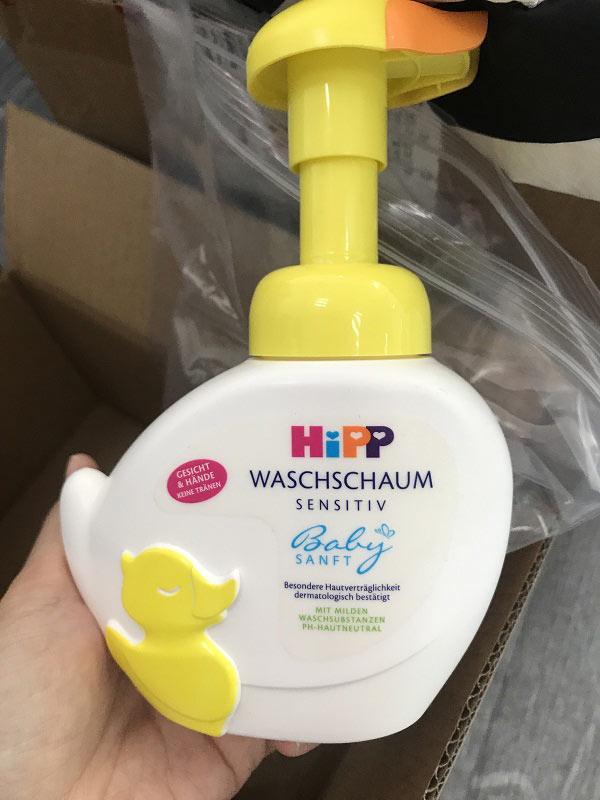 HiPP
GESICHT
& HÄNDE
KEINE TRÄNEN
WASCHSCHAUM
SENSITIV
Baby
SANFT
Besondere Hautverträglichkeit
dermatologisch bestätigt
MIT MILDEN
WASCHSUBSTANZEN
PH-HAUTNEUTRAL